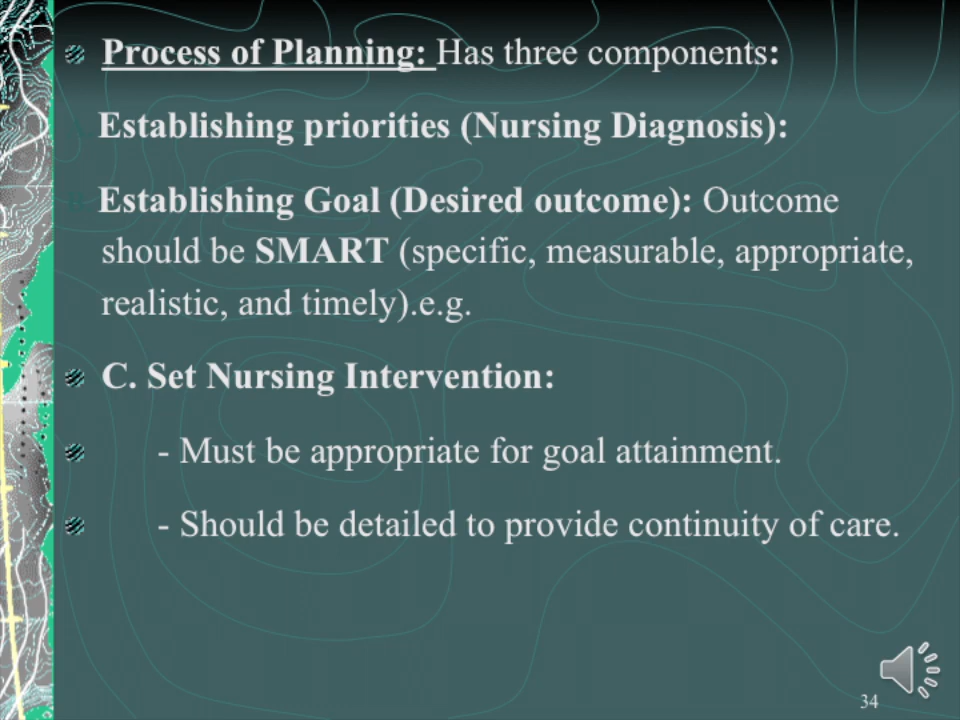 Process of Planning: Has three components:
A. Establishing priorities (Nursing Diagnosis):
B. Establishing Goal (Desired outcome): Outcome
should be SMART (specific, measurable, appropriate,
realistic, and timely).e.g.
C. Set Nursing Intervention:
- Must be appropriate for goal attainment.
- Should be detailed to provide continuity of care.
34